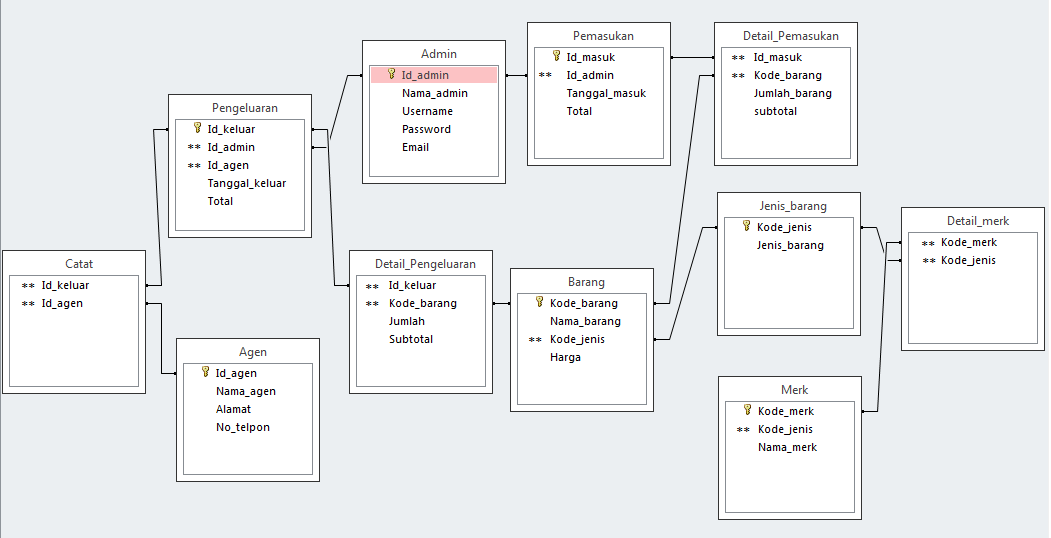 Catat
** Id_keluar
** Id_agen
Pengeluaran
Id_keluar
** Id_admin
** Id_agen
Tanggal_keluar
Total
Agen
Id_agen
Nama_agen
Alamat
No_telpon
Admin
Id_admin
Nama_admin
Username
Password
Email
Detail_Pengeluaran
** Id_keluar
** Kode_barang
Jumlah
Subtotal
Pemasukan
Id_masuk
** Id_admin
Tanggal_masuk
Total
Barang
Kode_barang
Nama_barang
** Kode_jenis
Harga
Detail_Pemasukan
** Id_masuk
** Kode_barang
Jumlah_barang
subtotal
Jenis_barang
Kode_jenis
Jenis_barang
Merk
Kode_merk
** Kode_jenis
Nama_merk
Detail_merk
** Kode_merk
** Kode_jenis